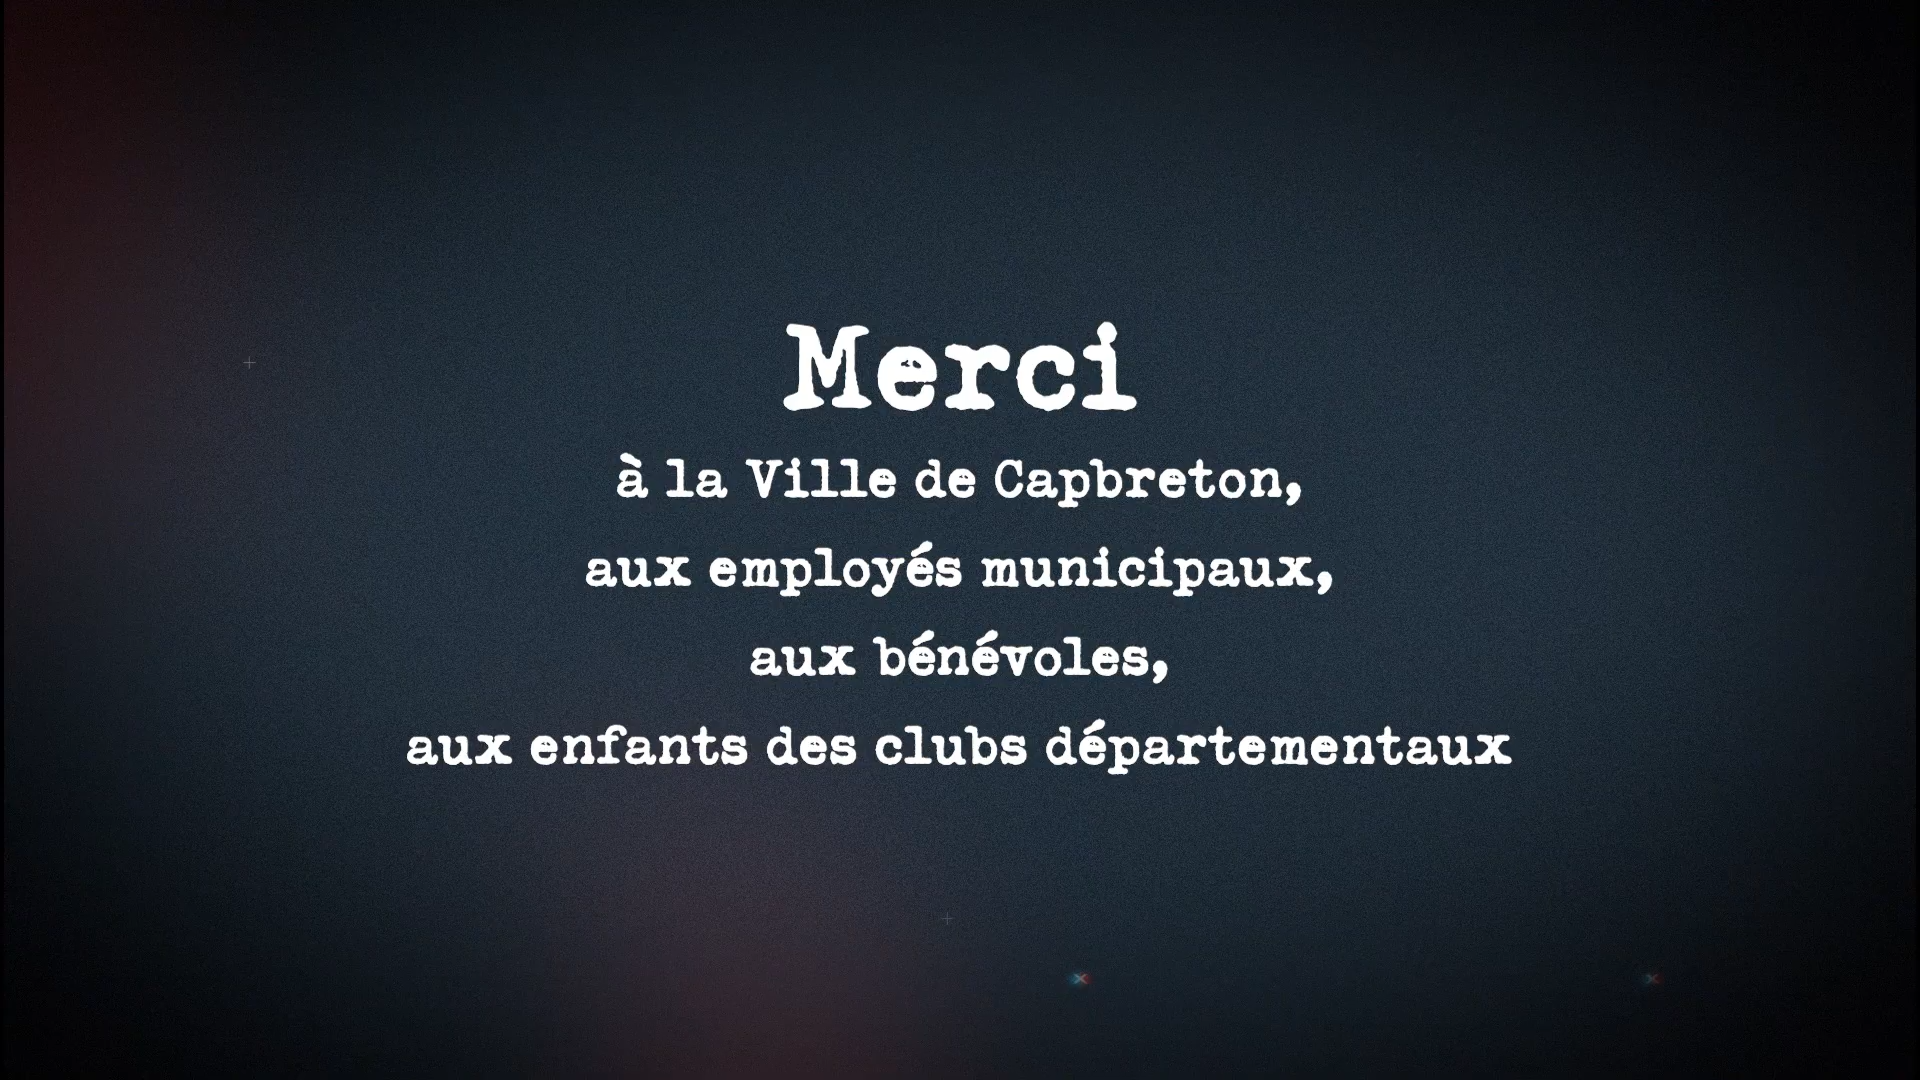 Merci
à la Ville de Capbreton,
aux employés municipaux,
aux bénévoles,
aux enfants des clubs départementaux